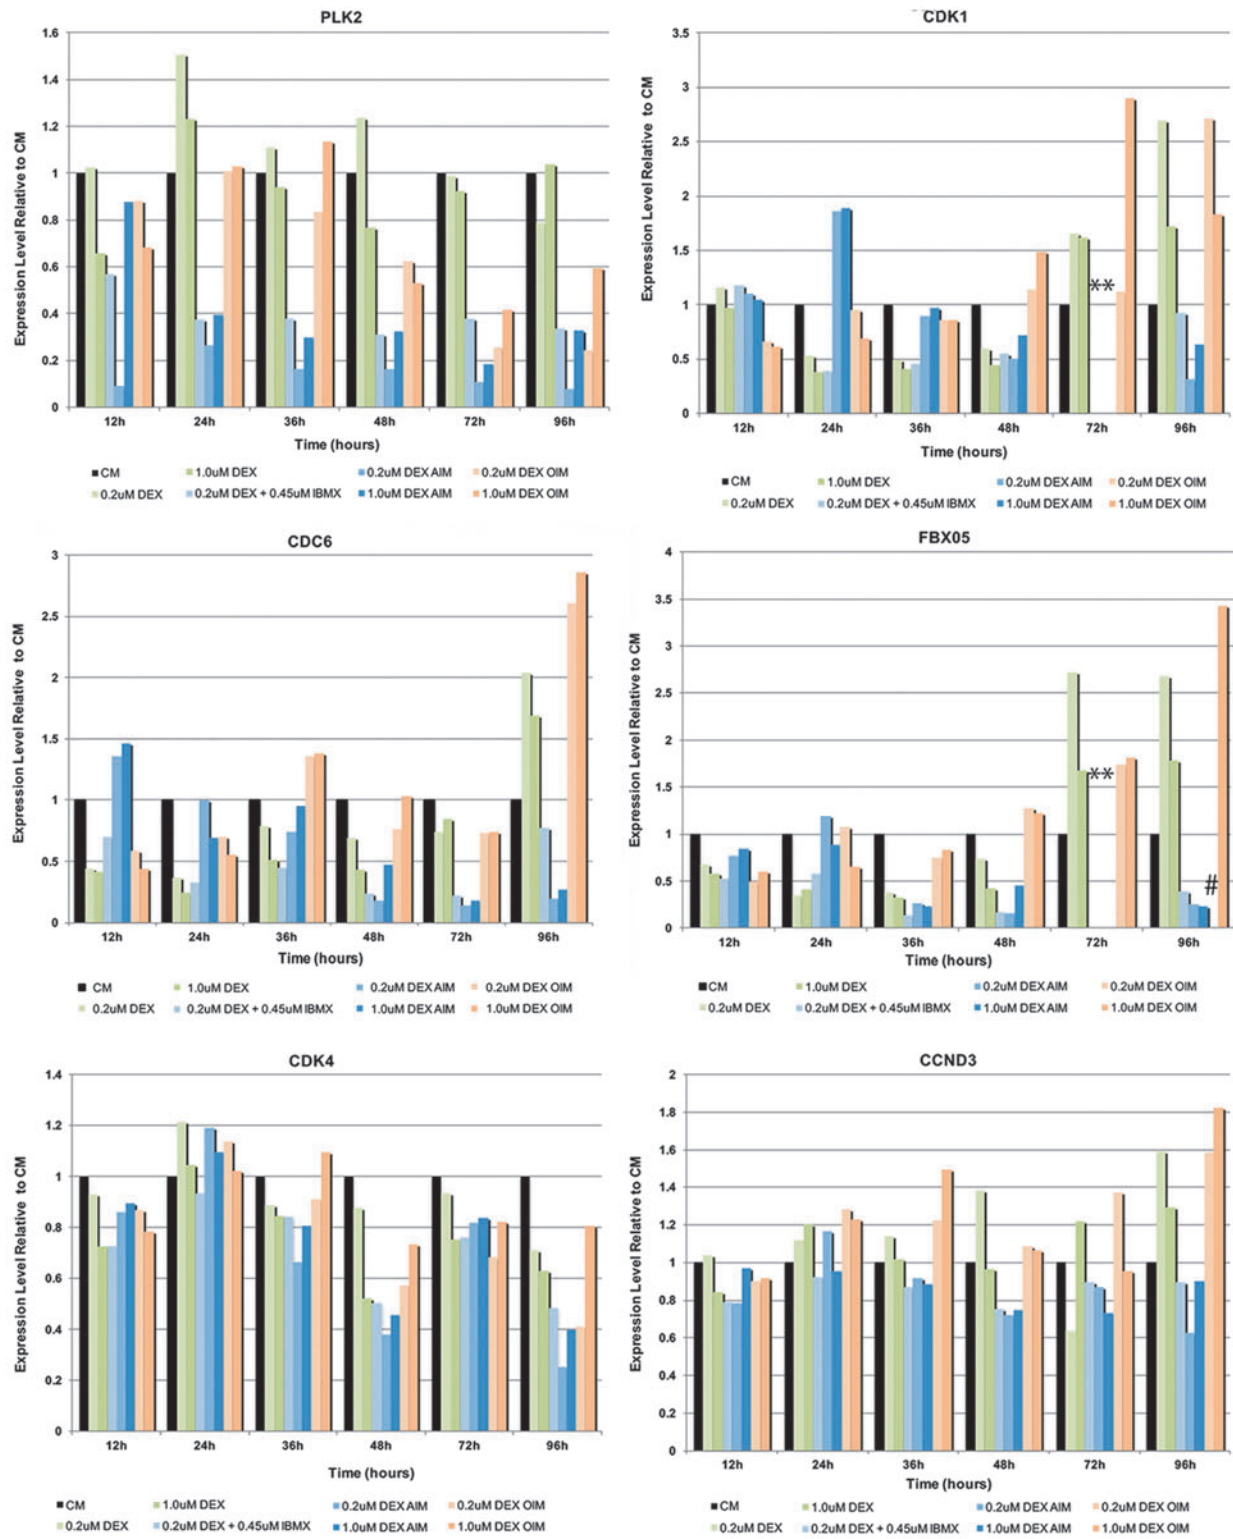 PLK2
Expression Level Relative to CM
1.6
1.4
1.2
1
0.8
0.6
0.4
0.2
0
12h 24h 36h 48h 72h 96h
Time (hours)
CM 1.0uM DEX 0.2uM DEX AIM 0.2uM DEX OIM
0.2uM DEX 0.2uM DEX + 0.45uM IBMX 1.0uM DEX AIM 1.0uM DEX OIM
CDK1
Expression Level Relative to CM
3.5
3
2.5
2
1.5
1
0.5
0
**
12h 24h 36h 48h 72h 96h
Time (hours)
CM 1.0uM DEX 0.2uM DEX AIM 0.2uM DEX OIM
0.2uM DEX 0.2uM DEX + 0.45uM IBMX 1.0uM DEX AIM 1.0uM DEX OIM
CDC6
Expression Level Relative to CM
3
2.5
2
1.5
1
0.5
0
12h 24h 36h 48h 72h 96h
Time (hours)
CM 1.0uM DEX 0.2uM DEX AIM 0.2uM DEX OIM
0.2uM DEX 0.2uM DEX + 0.45uM IBMX 1.0uM DEX AIM 1.0uM DEX OIM
FBX05
Expression Level Relative to CM
4
3.5
3
2.5
2
1.5
1
0.5
0
**
#
12h 24h 36h 48h 72h 96h
Time (hours)
CM 1.0uM DEX 0.2uM DEX AIM 0.2uM DEX OIM
0.2uM DEX 0.2uM DEX + 0.45uM IBMX 1.0uM DEX AIM 1.0uM DEX OIM
CDK4
Expression Level Relative to CM
1.4
1.2
1
0.8
0.6
0.4
0.2
0
12h 24h 36h 48h 72h 96h
Time (hours)
CM 1.0uM DEX 0.2uM DEX AIM 0.2uM DEX OIM
0.2uM DEX 0.2uM DEX + 0.45uM IBMX 1.0uM DEX AIM 1.0uM DEX OIM
CCND3
Expression Level Relative to CM
2
1.8
1.6
1.4
1.2
1
0.8
0.6
0.4
0.2
0
12h 24h 36h 48h 72h 96h
Time (hours)
CM 1.0uM DEX 0.2uM DEX AIM 0.2uM DEX OIM
0.2uM DEX 0.2uM DEX + 0.45uM IBMX 1.0uM DEX AIM 1.0uM DEX OIM